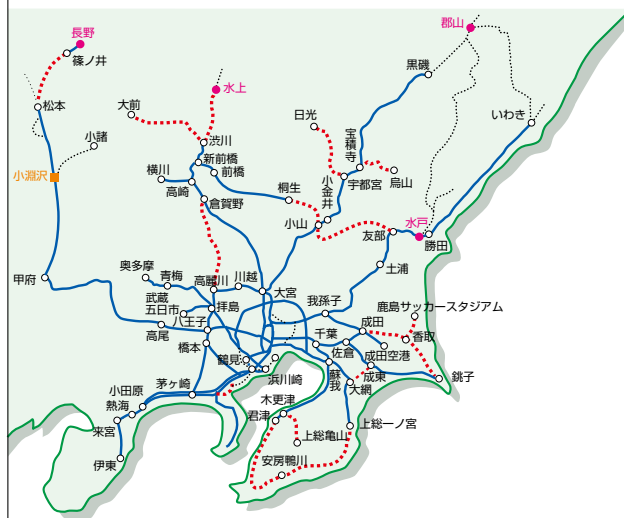 長野
篠ノ井
郡山
黒磯
水上
松本
大前
日光
宝積寺
いわき
小諸
渋川
新前橋
前橋
横川
高崎
小淵沢
桐生
小金井
宇都宮
烏山
倉賀野
小山
水戸
友部
勝田
土浦
甲府
奥多摩
青梅
高麗川
川越
大宮
武蔵
五日市
拝島
八王子
高尾
我孫子
鹿島サッカースタジアム
成田
千葉
佐倉
成田空港
香取
橋本
鶴見
浜川崎
蘇我
成東
大網
銚子
小田原
茅ヶ崎
熱海
来宮
伊東
木更津
君津
上総一ノ宮
上総亀山
安房鴨川